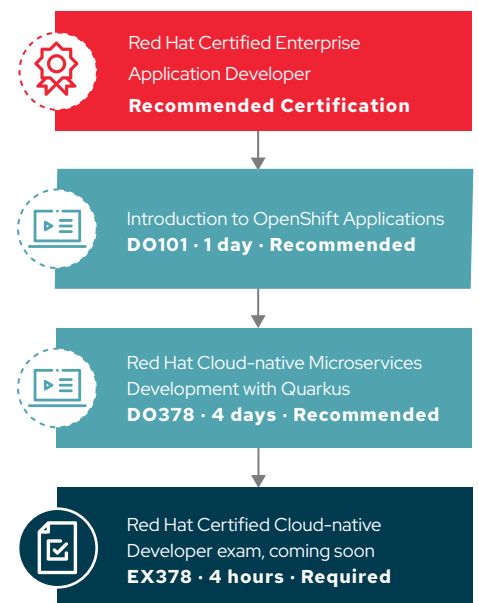 Red Hat Certified Enterprise
Application Developer
Recommended Certification
Introduction to OpenShift Applications
DO101 · 1 day · Recommended
Red Hat Cloud-native Microservices
Development with Quarkus
DO378 · 4 days · Recommended
Red Hat Certified Cloud-native
Developer exam, coming soon
EX378 · 4 hours · Required